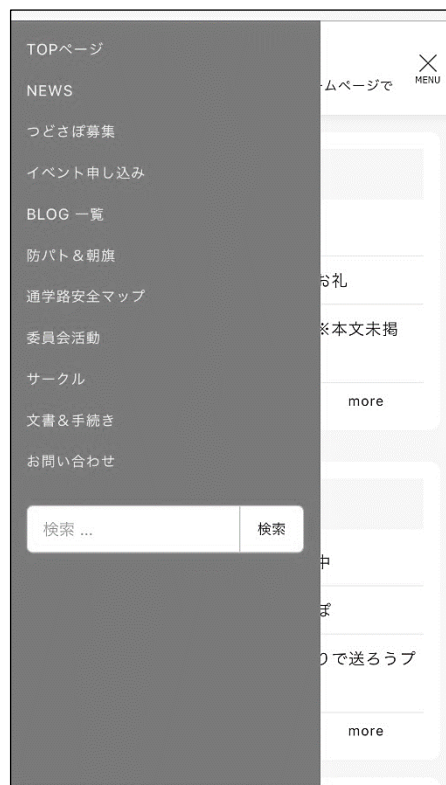 TOPページ
NEWS
つどさぽ募集
イベント申し込み
BLOG 一覧
防パト＆朝旗
通学路安全マップ
委員会活動
サークル
文書＆手続き
お問い合わせ
検索 ...
検索
MENU
ームページで
お礼
※本文未掲
more
中
ぽ
りで送ろうプ
more